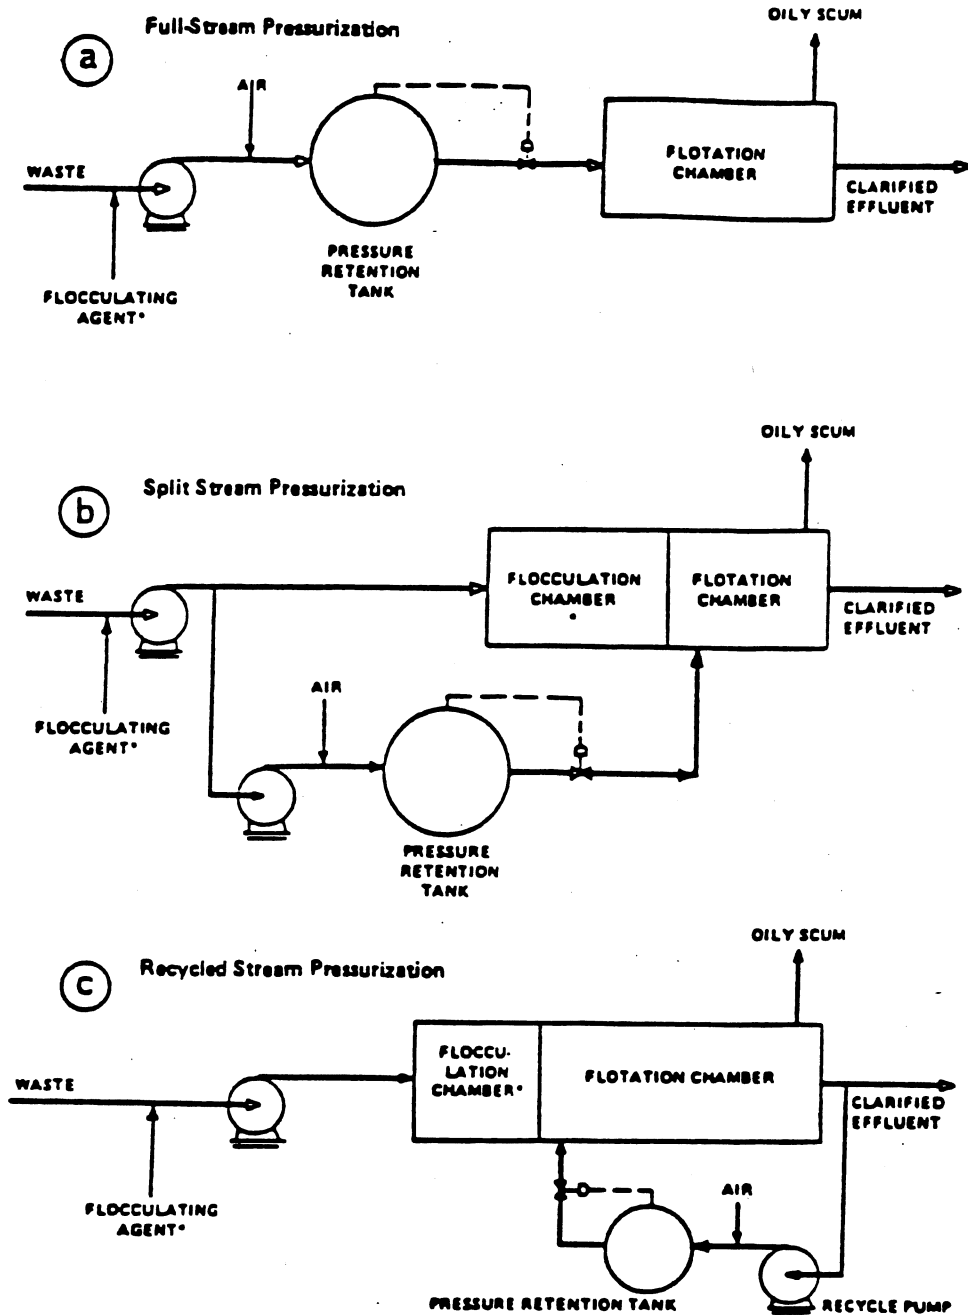 OILY SCUM
Full-Stream Pressurization
a
AIR
WASTE
FLOTATION
CHAMBER
CLARIFIED
EFFLUENT
PRESSURE
RETENTION
TANK
FLOCCULATING
AGENT*
OILY SCUM
Split Stream Pressurization
b
WASTE
FLOCCULATION
CHAMBER
*
FLOTATION
CHAMBER
CLARIFIED
EFFLUENT
AIR
FLOCCULATING
AGENT*
PRESSURE
RETENTION
TANK
OILY SCUM
Recycled Stream Pressurization
c
WASTE
FLOCCU-
LATION
CHAMBER*
FLOTATION CHAMBER
CLARIFIED
EFFLUENT
AIR
FLOCCULATING
AGENT*
PRESSURE RETENTION TANK
RECYCLE PUMP